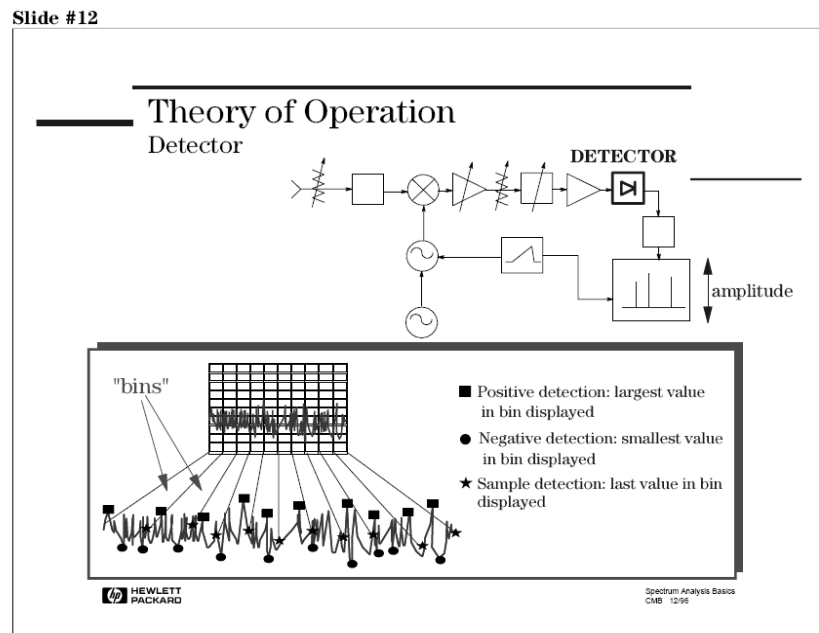 Slide #12
Theory of Operation
Detector
DETECTOR
amplitude
"bins"
Positive detection: largest value
in bin displayed
Negative detection: smallest value
in bin displayed
Sample detection: last value in bin
displayed
hp HEWLETT
PACKARD
Spectrum Analysis Basics
CMB 12/96